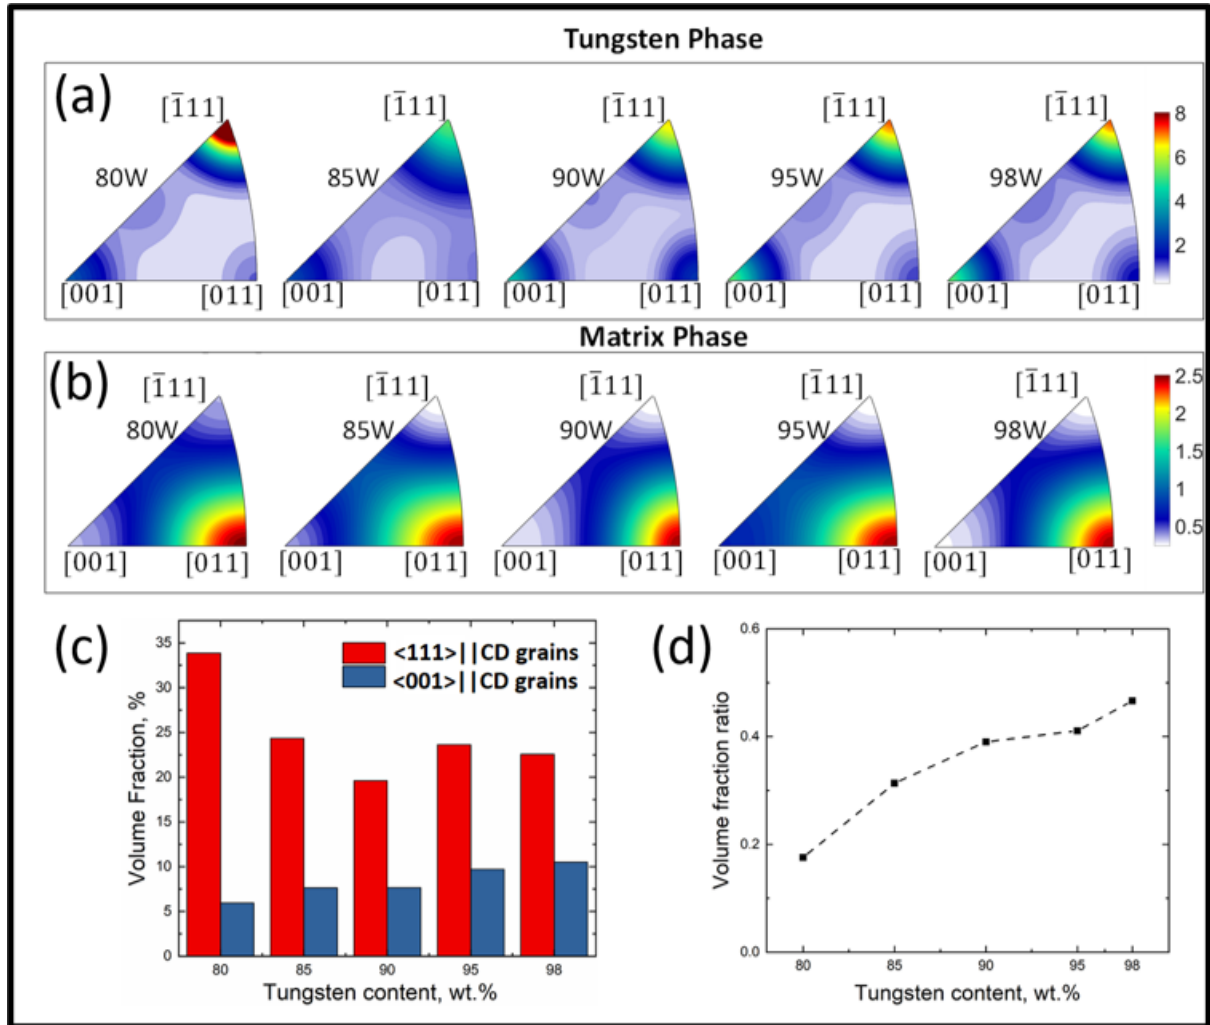 Tungsten Phase
(a)
[1̅11] [1̅11] [1̅11] [1̅11] [1̅11]
80W 85W 90W 95W 98W
[001] [011] [001] [011] [001] [011] [001] [011] [001] [011]
8
6
4
2
Matrix Phase
(b)
[1̅11] [1̅11] [1̅11] [1̅11] [1̅11]
80W 85W 90W 95W 98W
[001] [011] [001] [011] [001] [011] [001] [011] [001] [011]
2.5
2
1.5
1
0.5
(c)
<111>||CD grains
<001>||CD grains
Volume Fraction, %
35
30
25
20
15
10
5
0
80 85 90 95 98
Tungsten content, wt.%
(d)
Volume fraction ratio
0.6
0.4
0.2
0.0
80 85 90 95 98
Tungsten content, wt.%